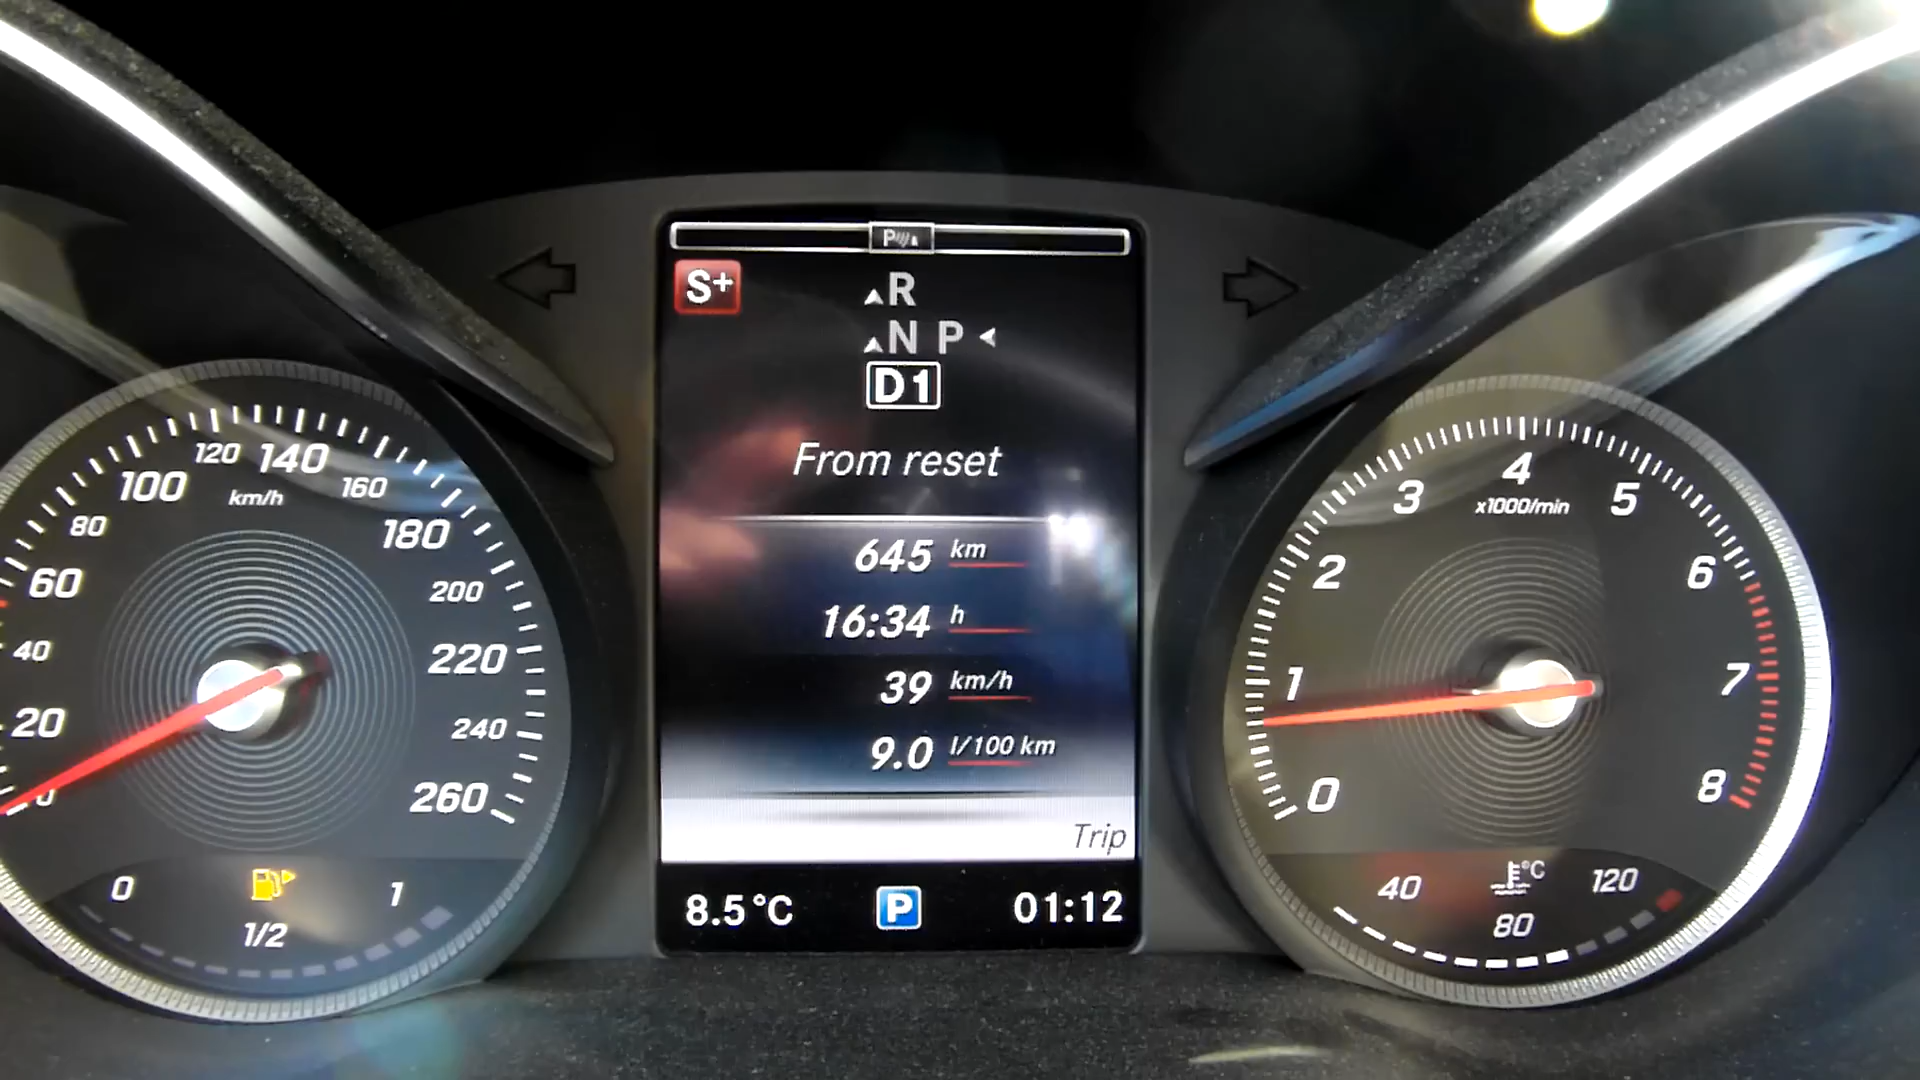 P
S+
R
N P
D1
From reset
645 km
16:34 h
39 km/h
9.0 l/100 km
Trip
8.5°C P 01:12
0
20
40
60
80
100
120
140
160
180
200
220
240
260
km/h
0 1/2 1
0
1
2
3
4
5
6
7
8
x1000/min
40 80 120
°C